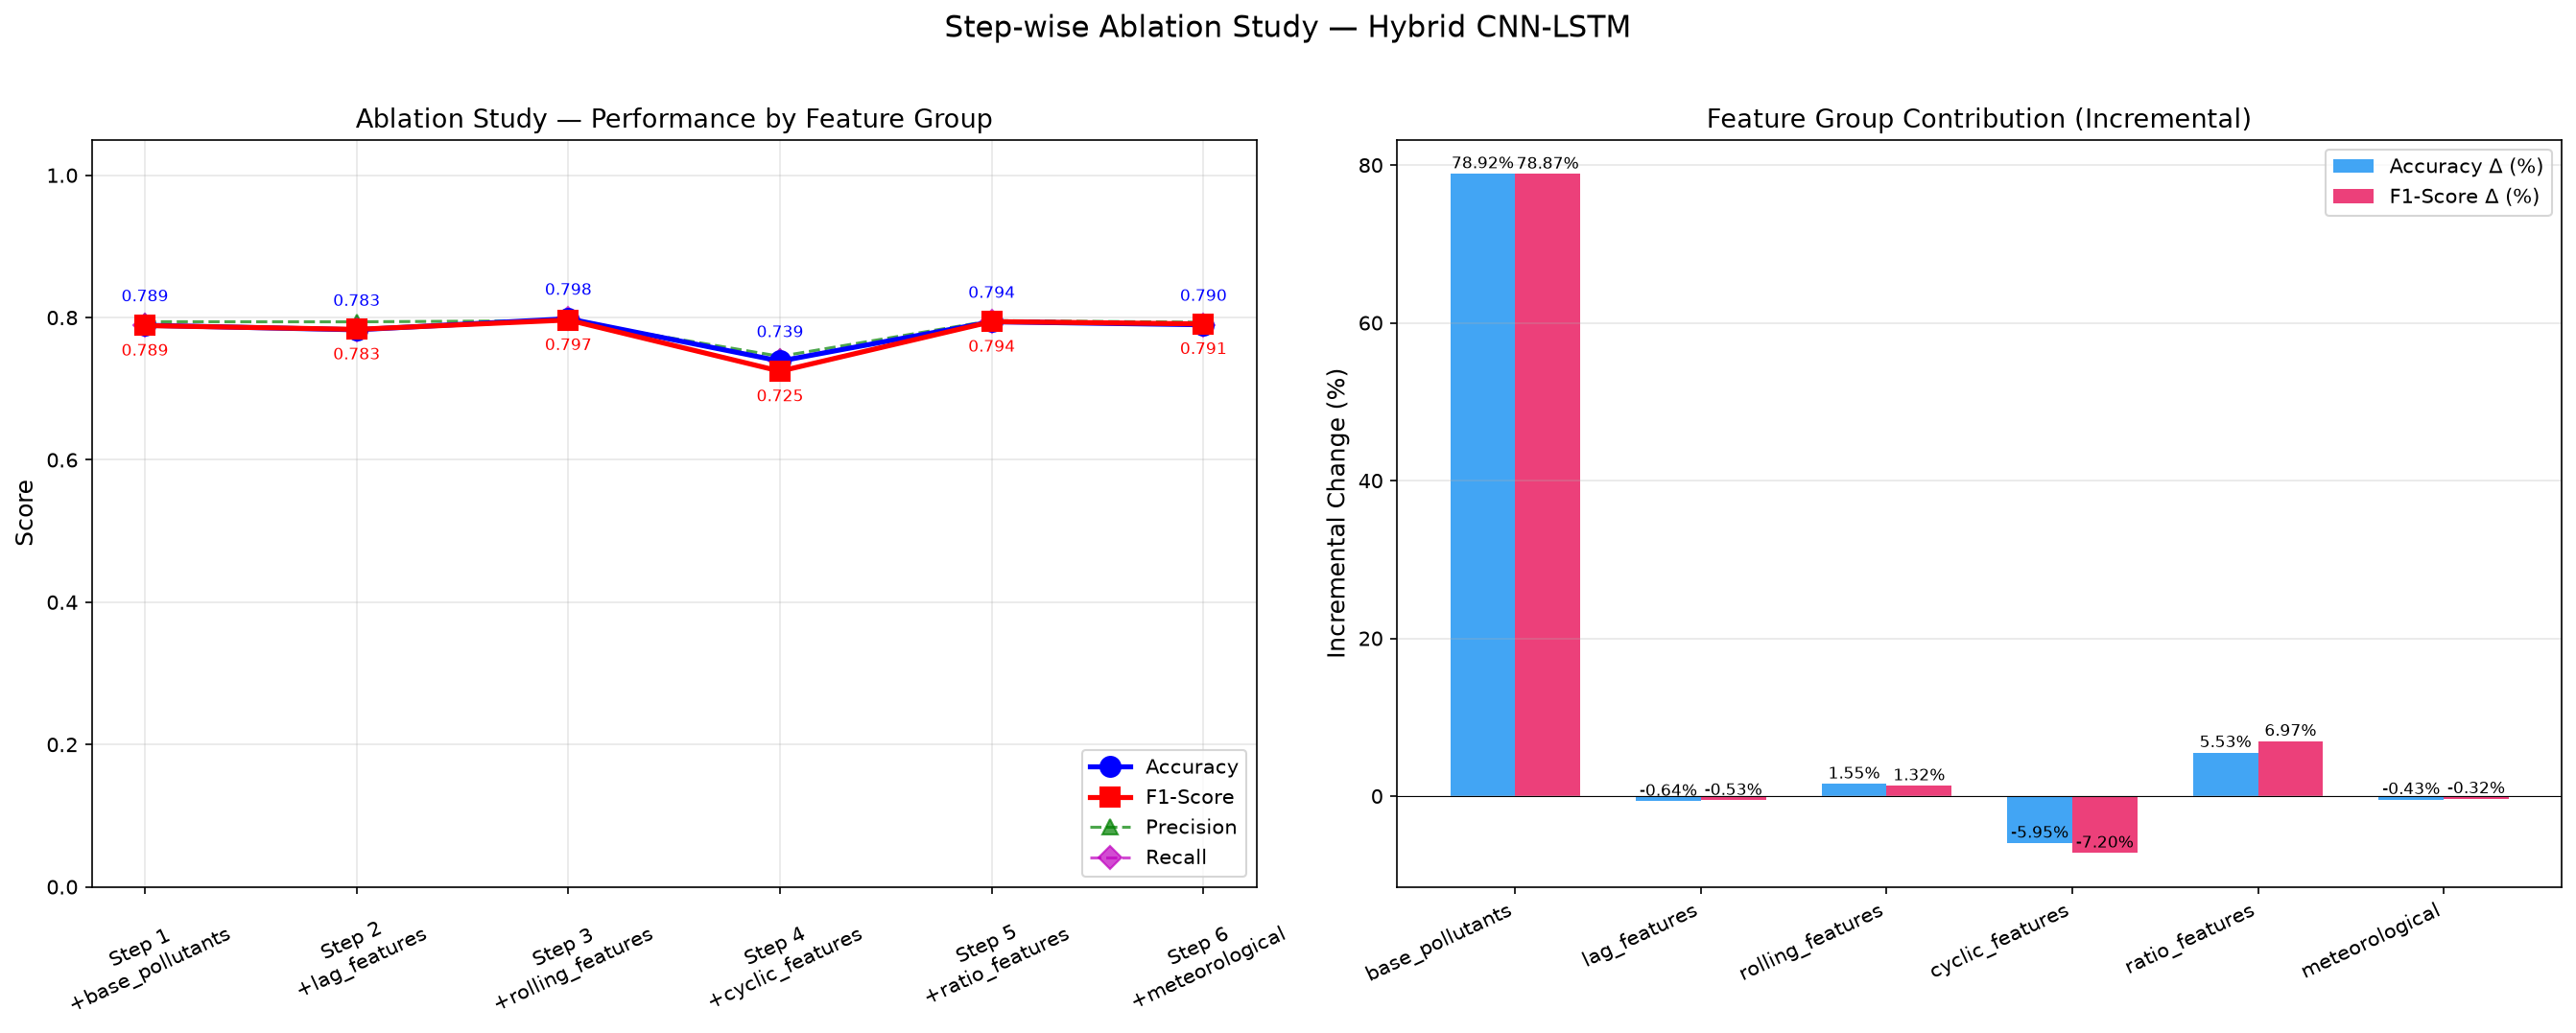 Step-wise Ablation Study — Hybrid CNN-LSTM
Ablation Study — Performance by Feature Group
Score
1.0
0.8
0.6
0.4
0.2
0.0
0.789
0.783
0.798
0.739
0.794
0.790
0.789
0.783
0.797
0.725
0.794
0.791
Accuracy
F1-Score
Precision
Recall
Step 1
+base_pollutants
Step 2
+lag_features
Step 3
+rolling_features
Step 4
+cyclic_features
Step 5
+ratio_features
Step 6
+meteorological
Feature Group Contribution (Incremental)
Incremental Change (%)
80
60
40
20
0
78.92% 78.87%
-0.64% -0.53%
1.55% 1.32%
-5.95% -7.20%
5.53% 6.97%
-0.43% -0.32%
Accuracy Δ (%)
F1-Score Δ (%)
base_pollutants
lag_features
rolling_features
cyclic_features
ratio_features
meteorological